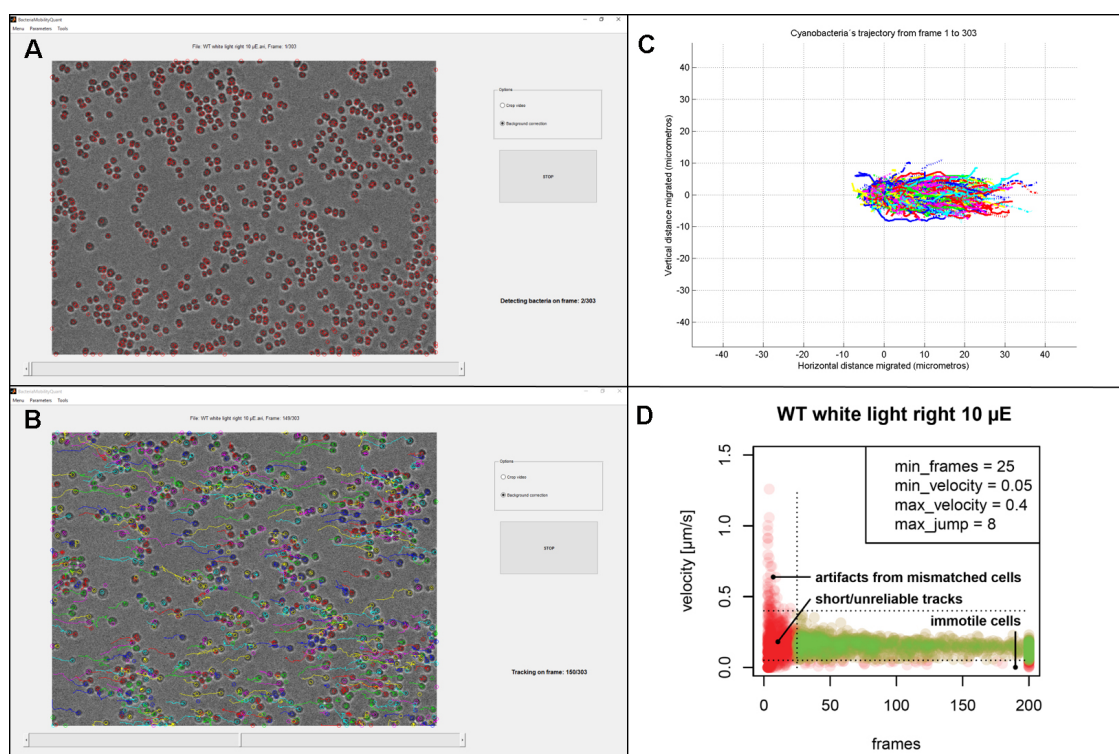 A
BacteriaMobilityQuant
Menu Parameters Tools
File: WT white light right 10 µE.avi, Frame: 1/303
Options
Crop video
Background correction
STOP
Detecting bacteria on frame: 2/303
B
BacteriaMobilityQuant
Menu Parameters Tools
File: WT white light right 10 µE.avi, Frame: 149/303
Options
Crop video
Background correction
STOP
Tracking on frame: 150/303
C
Cyanobacteria`s trajectory from frame 1 to 303
Vertical distance migrated (micrometros)
40
30
20
10
0
-10
-20
-30
-40
-40 -30 -20 -10 0 10 20 30 40
Horizontal distance migrated (micrometros)
D
WT white light right 10 µE
min_frames = 25
min_velocity = 0.05
max_velocity = 0.4
max_jump = 8
velocity [µm/s]
1.5
1.0
0.5
0.0
artifacts from mismatched cells
short/unreliable tracks
immotile cells
0 50 100 150 200
frames